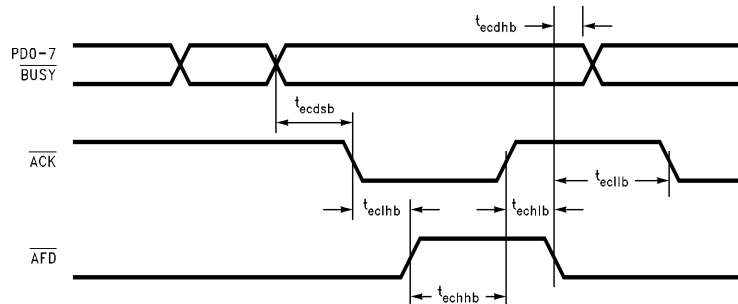 t_ecdhb
PD0-7
BUSY
t_ecdsb
ACK
t_ecllb
t_eclhb
t_echlb
AFD
t_echhb